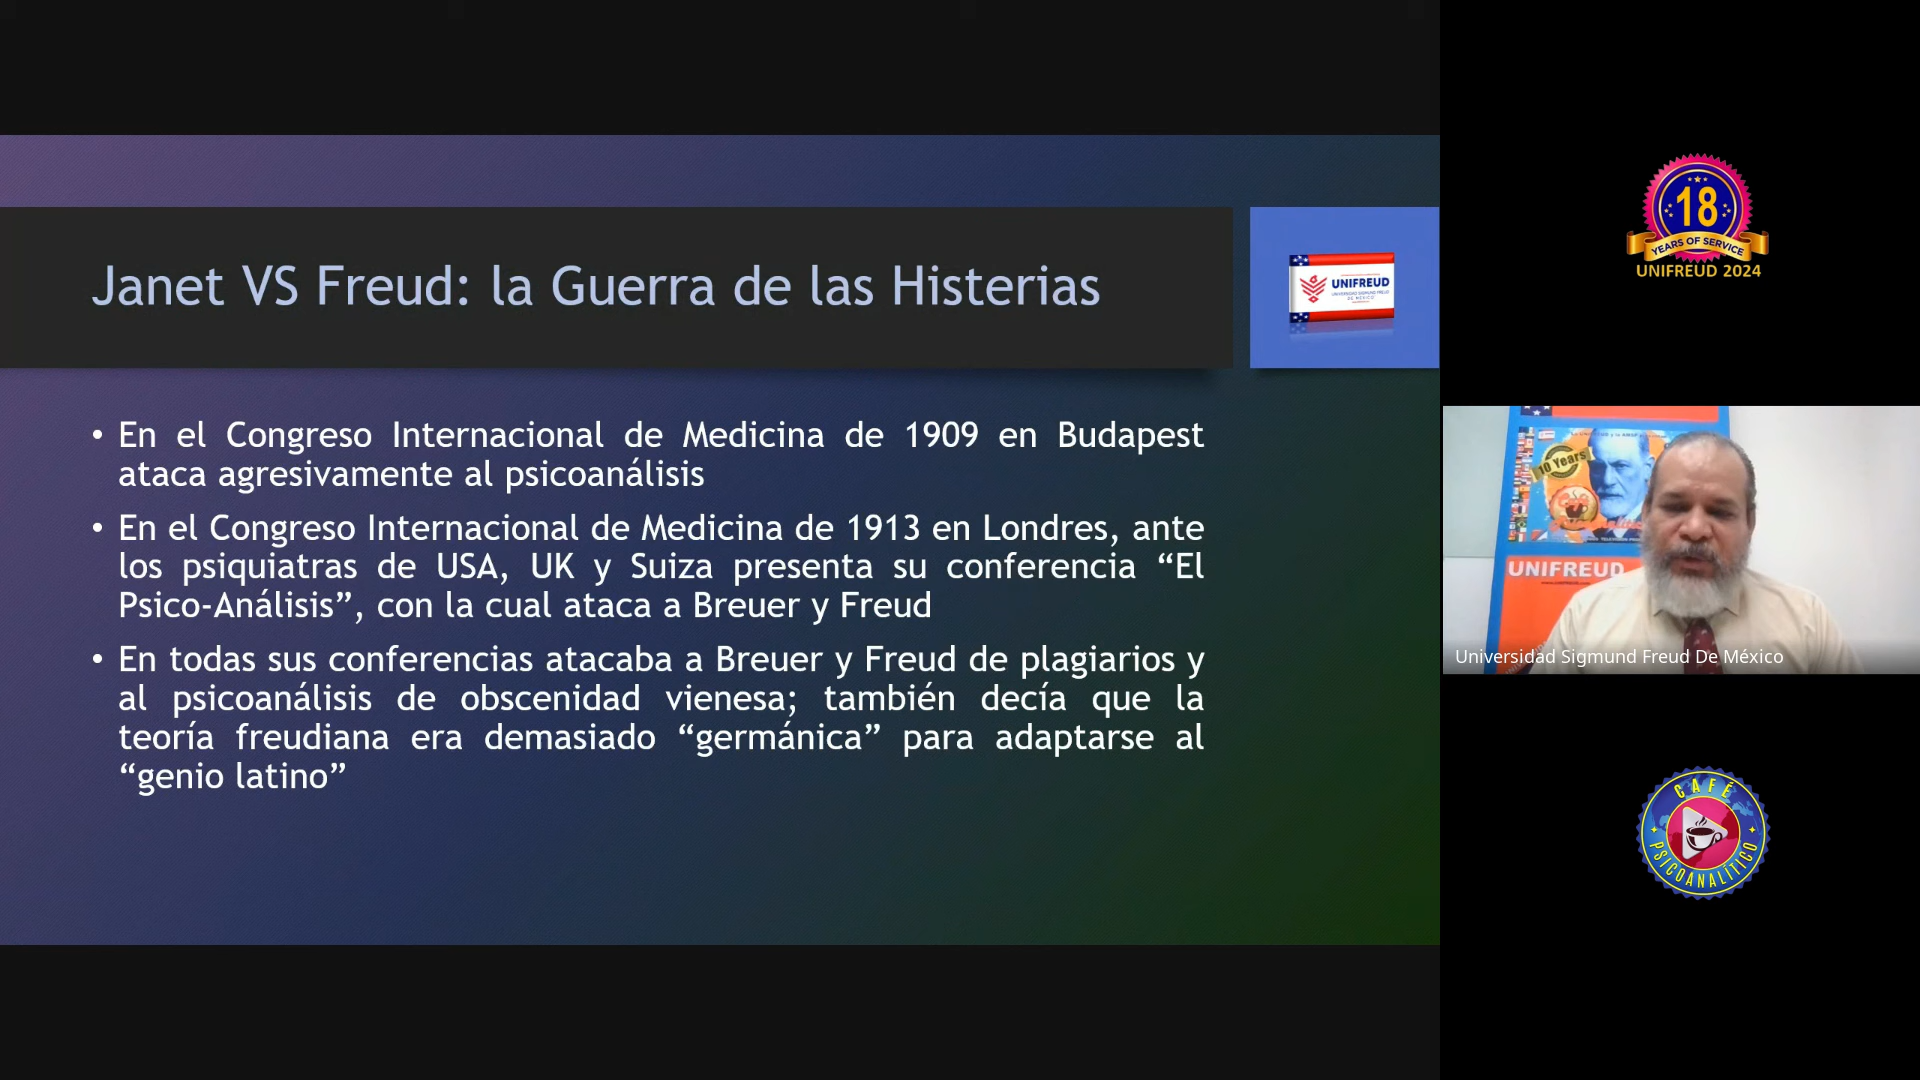 Janet VS Freud: la Guerra de las Histerias
UNIFREUD
UNIVERSIDAD SIGMUND FREUD
DE MÉXICO
• En el Congreso Internacional de Medicina de 1909 en Budapest
ataca agresivamente al psicoanálisis
• En el Congreso Internacional de Medicina de 1913 en Londres, ante
los psiquiatras de USA, UK y Suiza presenta su conferencia “El
Psico-Análisis”, con la cual ataca a Breuer y Freud
• En todas sus conferencias atacaba a Breuer y Freud de plagiarios y
al psicoanálisis de obscenidad vienesa; también decía que la
teoría freudiana era demasiado “germánica” para adaptarse al
“genio latino”
18
YEARS OF SERVICE
UNIFREUD 2024
10 Years
UNIFREUD
Universidad Sigmund Freud De México
CAFÉ
PSICOANALÍTICO